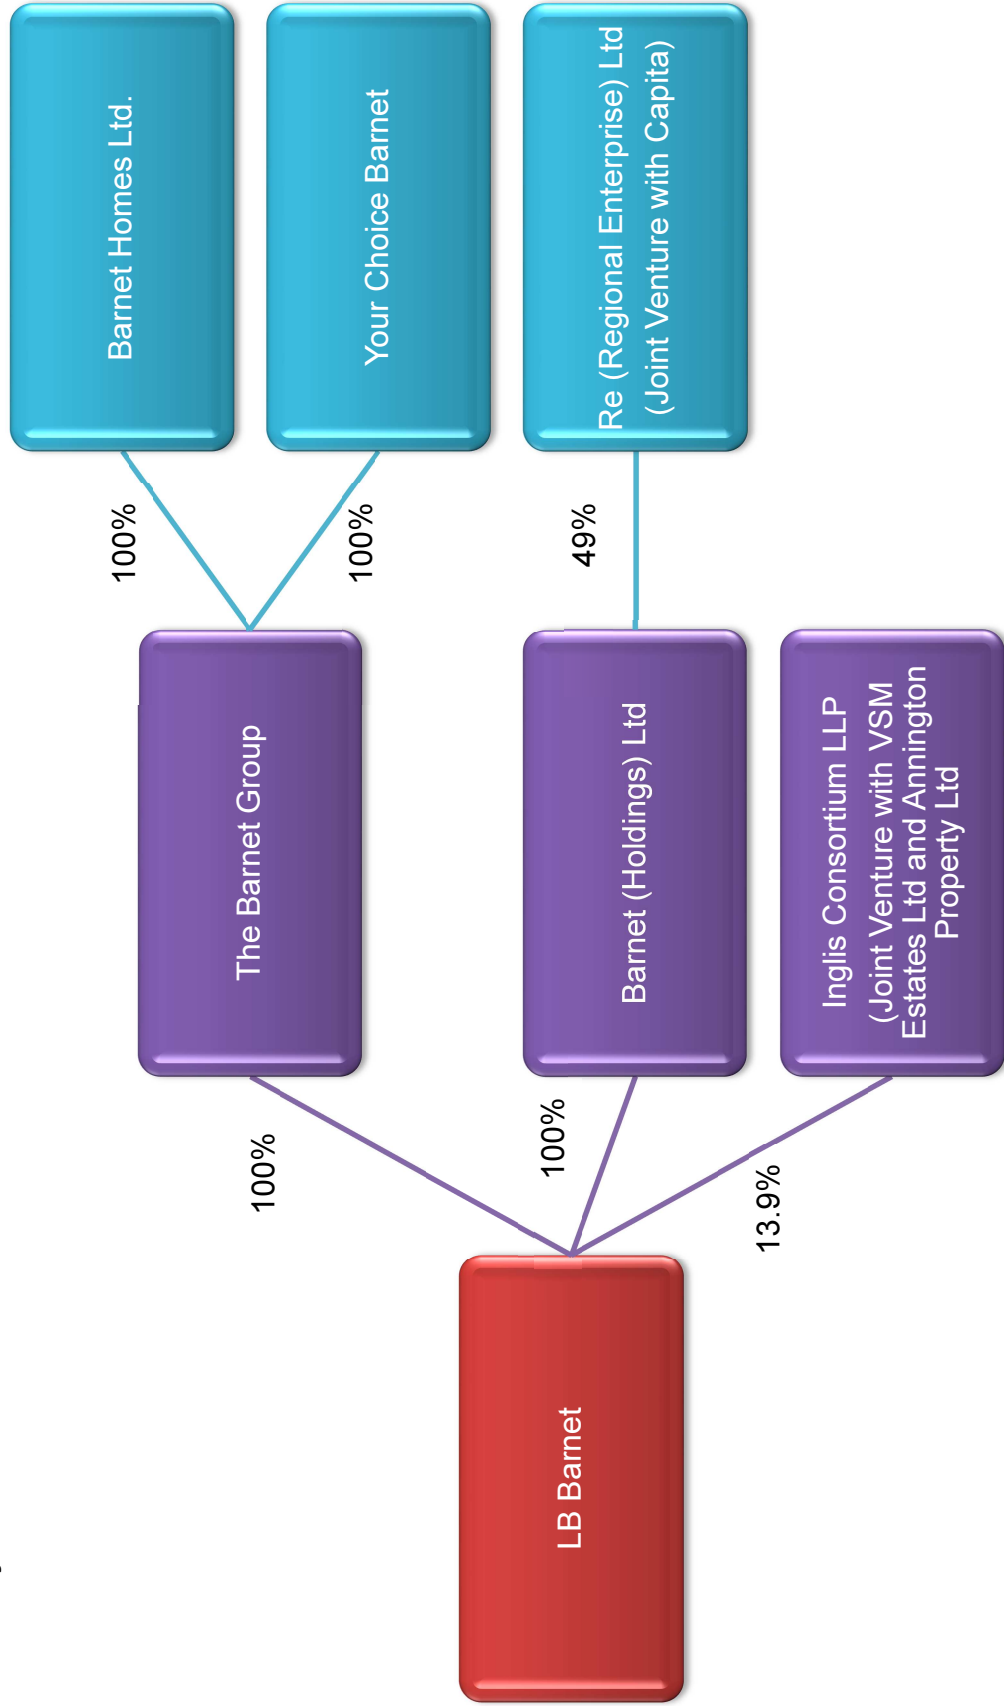 LB Barnet
100%
100%
13.9%
The Barnet Group
Barnet (Holdings) Ltd
Inglis Consortium LLP
(Joint Venture with VSM
Estates Ltd and Annington
Property Ltd
100%
100%
49%
Barnet Homes Ltd.
Your Choice Barnet
Re (Regional Enterprise) Ltd
(Joint Venture with Capita)